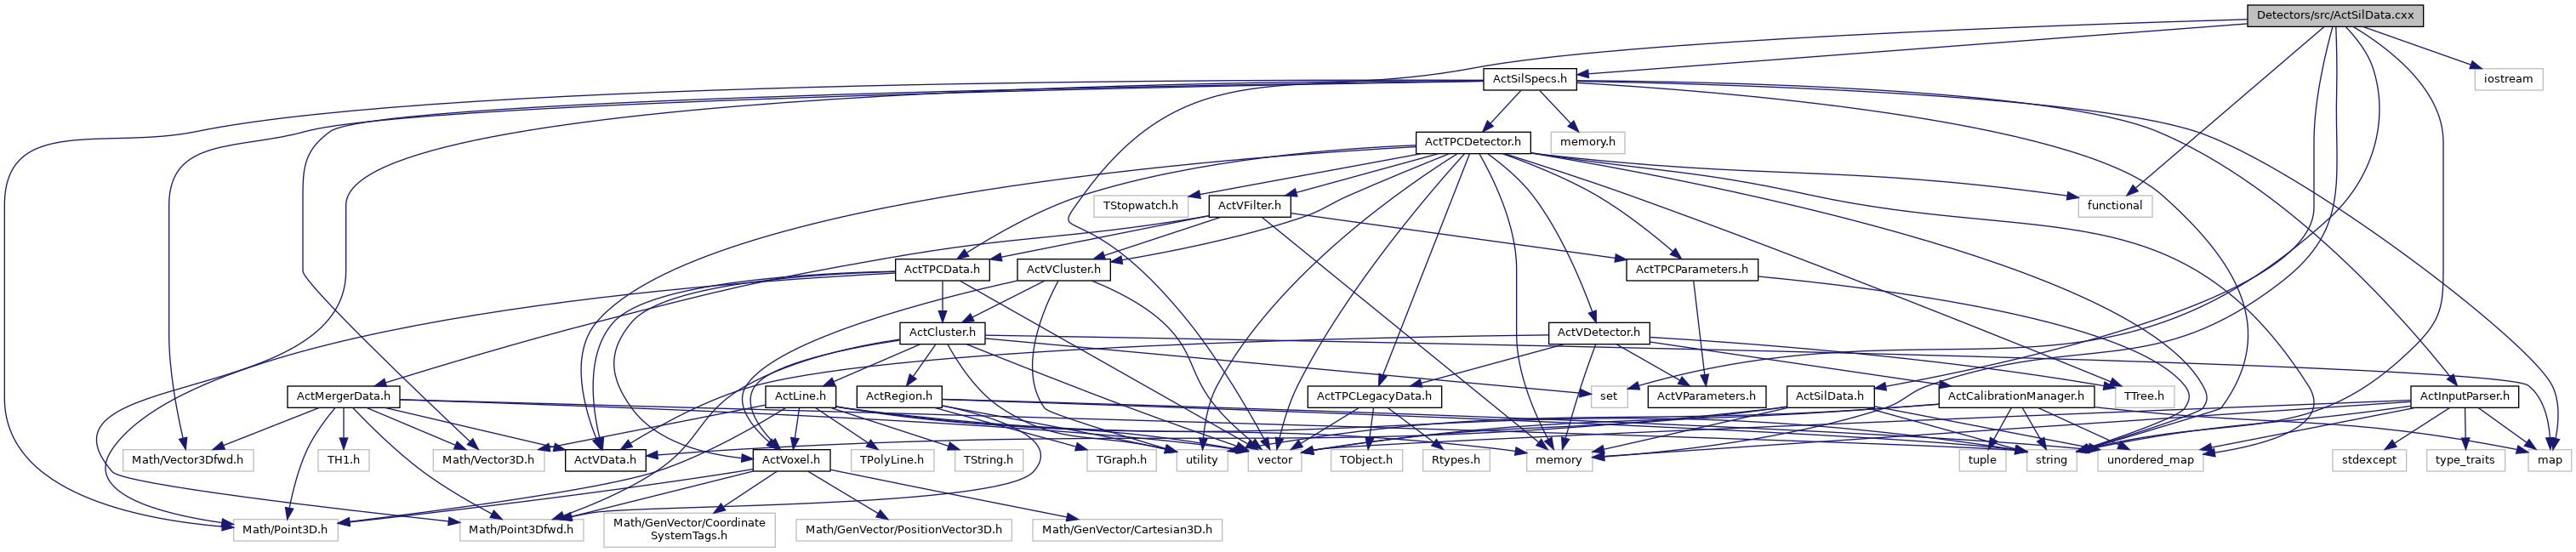 Detectors/src/ActSilData.cxx
ActSilSpecs.h
iostream
ActTPCDetector.h
memory.h
TStopwatch.h
ActVFilter.h
functional
ActTPCData.h
ActVCluster.h
ActTPCParameters.h
ActCluster.h
ActVDetector.h
ActMergerData.h
ActLine.h
ActRegion.h
ActTPCLegacyData.h
set
ActVParameters.h
ActSilData.h
ActCalibrationManager.h
TTree.h
ActInputParser.h
Math/Vector3Dfwd.h
TH1.h
Math/Vector3D.h
ActVData.h
ActVoxel.h
TPolyLine.h
TString.h
TGraph.h
utility
vector
TObject.h
Rtypes.h
memory
tuple
string
unordered_map
stdexcept
type_traits
map
Math/Point3D.h
Math/Point3Dfwd.h
Math/GenVector/Coordinate
SystemTags.h
Math/GenVector/PositionVector3D.h
Math/GenVector/Cartesian3D.h